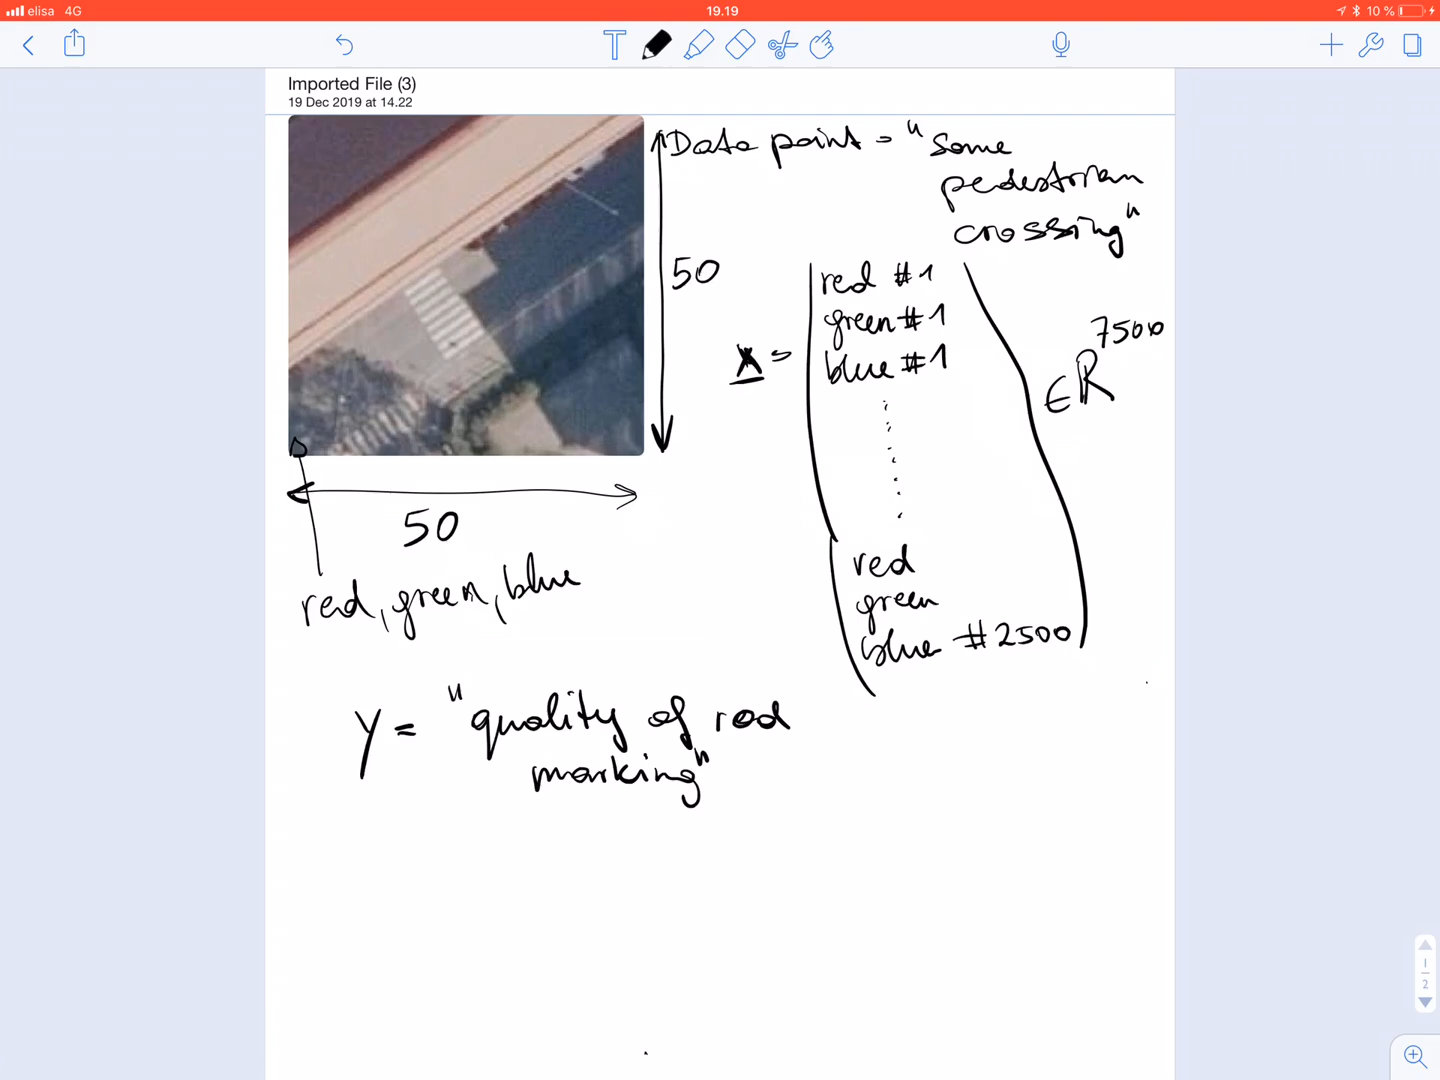 elisa 4G
19.19
10 %
T
Imported File (3)
19 Dec 2019 at 14.22
Data point = "some
pedestrian
crossing"
50
x =
red #1
green #1
blue #1
red
green
blue #2500
∈ R^7500
50
red, green, blue
y = "quality of road
marking"
1
2